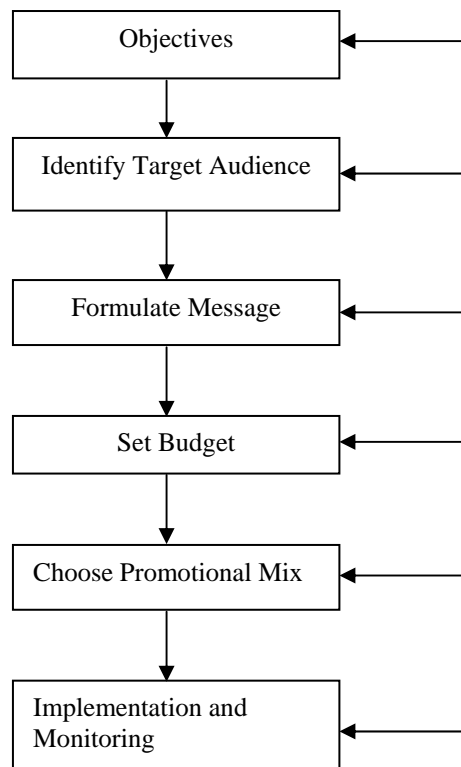 Objectives
Identify Target Audience
Formulate Message
Set Budget
Choose Promotional Mix
Implementation and
Monitoring